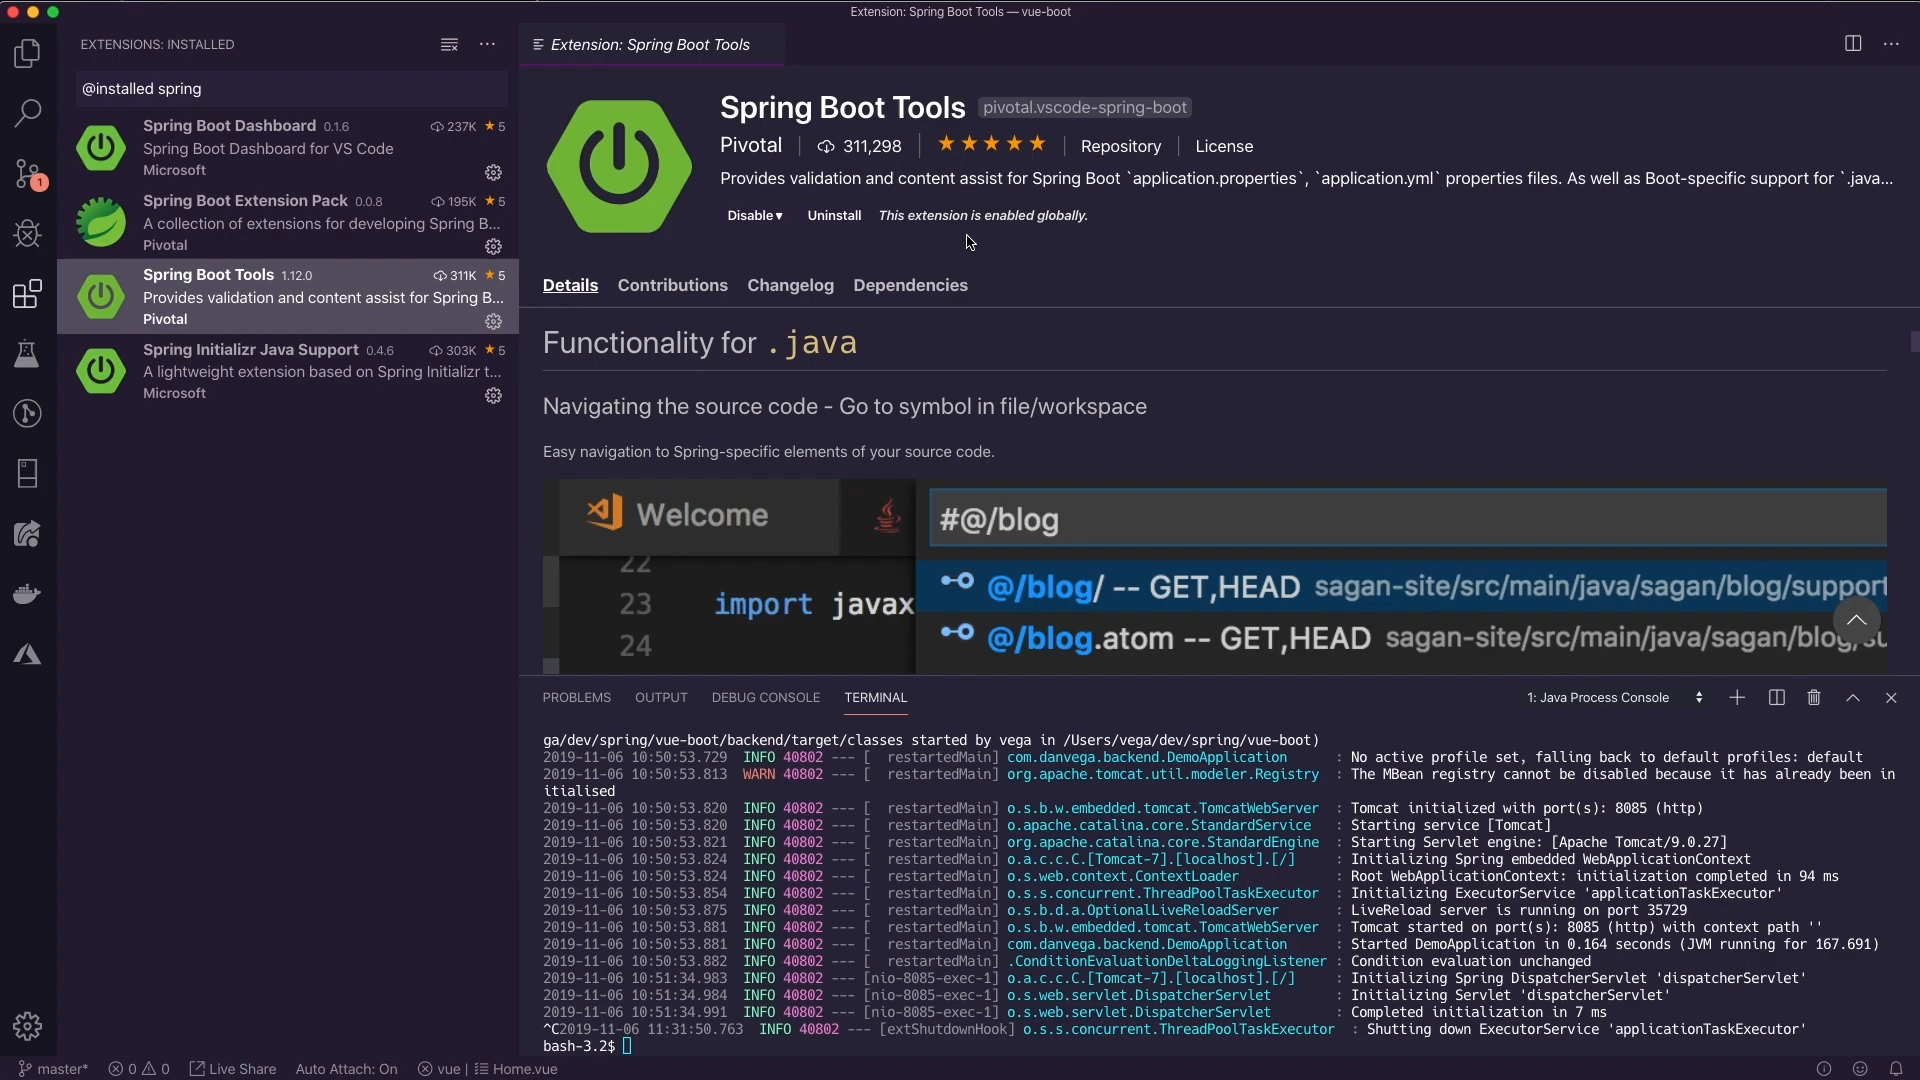 Extension: Spring Boot Tools — vue-boot
EXTENSIONS: INSTALLED
Extension: Spring Boot Tools
@installed spring
Spring Boot Dashboard 0.1.6 237K ★ 5
Spring Boot Dashboard for VS Code
Microsoft
Spring Boot Extension Pack 0.0.8 195K ★ 5
A collection of extensions for developing Spring B...
Pivotal
Spring Boot Tools 1.12.0 311K ★ 5
Provides validation and content assist for Spring B...
Pivotal
Spring Initializr Java Support 0.4.6 303K ★ 5
A lightweight extension based on Spring Initializr t...
Microsoft
1
Spring Boot Tools pivotal.vscode-spring-boot
Pivotal 311,298 ★★★★★ Repository License
Provides validation and content assist for Spring Boot `application.properties`, `application.yml` properties files. As well as Boot-specific support for `.java...
Disable▾ Uninstall This extension is enabled globally.
Details Contributions Changelog Dependencies
Functionality for .java
Navigating the source code - Go to symbol in file/workspace
Easy navigation to Spring-specific elements of your source code.
Welcome
#@/blog
22
@/blog/ -- GET,HEAD sagan-site/src/main/java/sagan/blog/support
23 import javax
@/blog.atom -- GET,HEAD sagan-site/src/main/java/sagan/blog/su
24
PROBLEMS OUTPUT DEBUG CONSOLE TERMINAL 1: Java Process Console
ga/dev/spring/vue-boot/backend/target/classes started by vega in /Users/vega/dev/spring/vue-boot)
2019-11-06 10:50:53.729 INFO 40802 --- [ restartedMain] com.danvega.backend.DemoApplication : No active profile set, falling back to default profiles: default
2019-11-06 10:50:53.813 WARN 40802 --- [ restartedMain] org.apache.tomcat.util.modeler.Registry : The MBean registry cannot be disabled because it has already been in
itialised
2019-11-06 10:50:53.820 INFO 40802 --- [ restartedMain] o.s.b.w.embedded.tomcat.TomcatWebServer : Tomcat initialized with port(s): 8085 (http)
2019-11-06 10:50:53.820 INFO 40802 --- [ restartedMain] o.apache.catalina.core.StandardService : Starting service [Tomcat]
2019-11-06 10:50:53.821 INFO 40802 --- [ restartedMain] org.apache.catalina.core.StandardEngine : Starting Servlet engine: [Apache Tomcat/9.0.27]
2019-11-06 10:50:53.824 INFO 40802 --- [ restartedMain] o.a.c.c.C.[Tomcat-7].[localhost].[/] : Initializing Spring embedded WebApplicationContext
2019-11-06 10:50:53.824 INFO 40802 --- [ restartedMain] o.s.web.context.ContextLoader : Root WebApplicationContext: initialization completed in 94 ms
2019-11-06 10:50:53.854 INFO 40802 --- [ restartedMain] o.s.s.concurrent.ThreadPoolTaskExecutor : Initializing ExecutorService 'applicationTaskExecutor'
2019-11-06 10:50:53.875 INFO 40802 --- [ restartedMain] o.s.b.d.a.OptionalLiveReloadServer : LiveReload server is running on port 35729
2019-11-06 10:50:53.881 INFO 40802 --- [ restartedMain] o.s.b.w.embedded.tomcat.TomcatWebServer : Tomcat started on port(s): 8085 (http) with context path ''
2019-11-06 10:50:53.881 INFO 40802 --- [ restartedMain] com.danvega.backend.DemoApplication : Started DemoApplication in 0.164 seconds (JVM running for 167.691)
2019-11-06 10:50:53.882 INFO 40802 --- [ restartedMain] .ConditionEvaluationDeltaLoggingListener : Condition evaluation unchanged
2019-11-06 10:51:34.983 INFO 40802 --- [nio-8085-exec-1] o.a.c.c.C.[Tomcat-7].[localhost].[/] : Initializing Spring DispatcherServlet 'dispatcherServlet'
2019-11-06 10:51:34.984 INFO 40802 --- [nio-8085-exec-1] o.s.web.servlet.DispatcherServlet : Initializing Servlet 'dispatcherServlet'
2019-11-06 10:51:34.991 INFO 40802 --- [nio-8085-exec-1] o.s.web.servlet.DispatcherServlet : Completed initialization in 7 ms
^C2019-11-06 11:31:50.763 INFO 40802 --- [extShutdownHook] o.s.s.concurrent.ThreadPoolTaskExecutor : Shutting down ExecutorService 'applicationTaskExecutor'
bash-3.2$
master* 0 0 Live Share Auto Attach: On vue | Home.vue